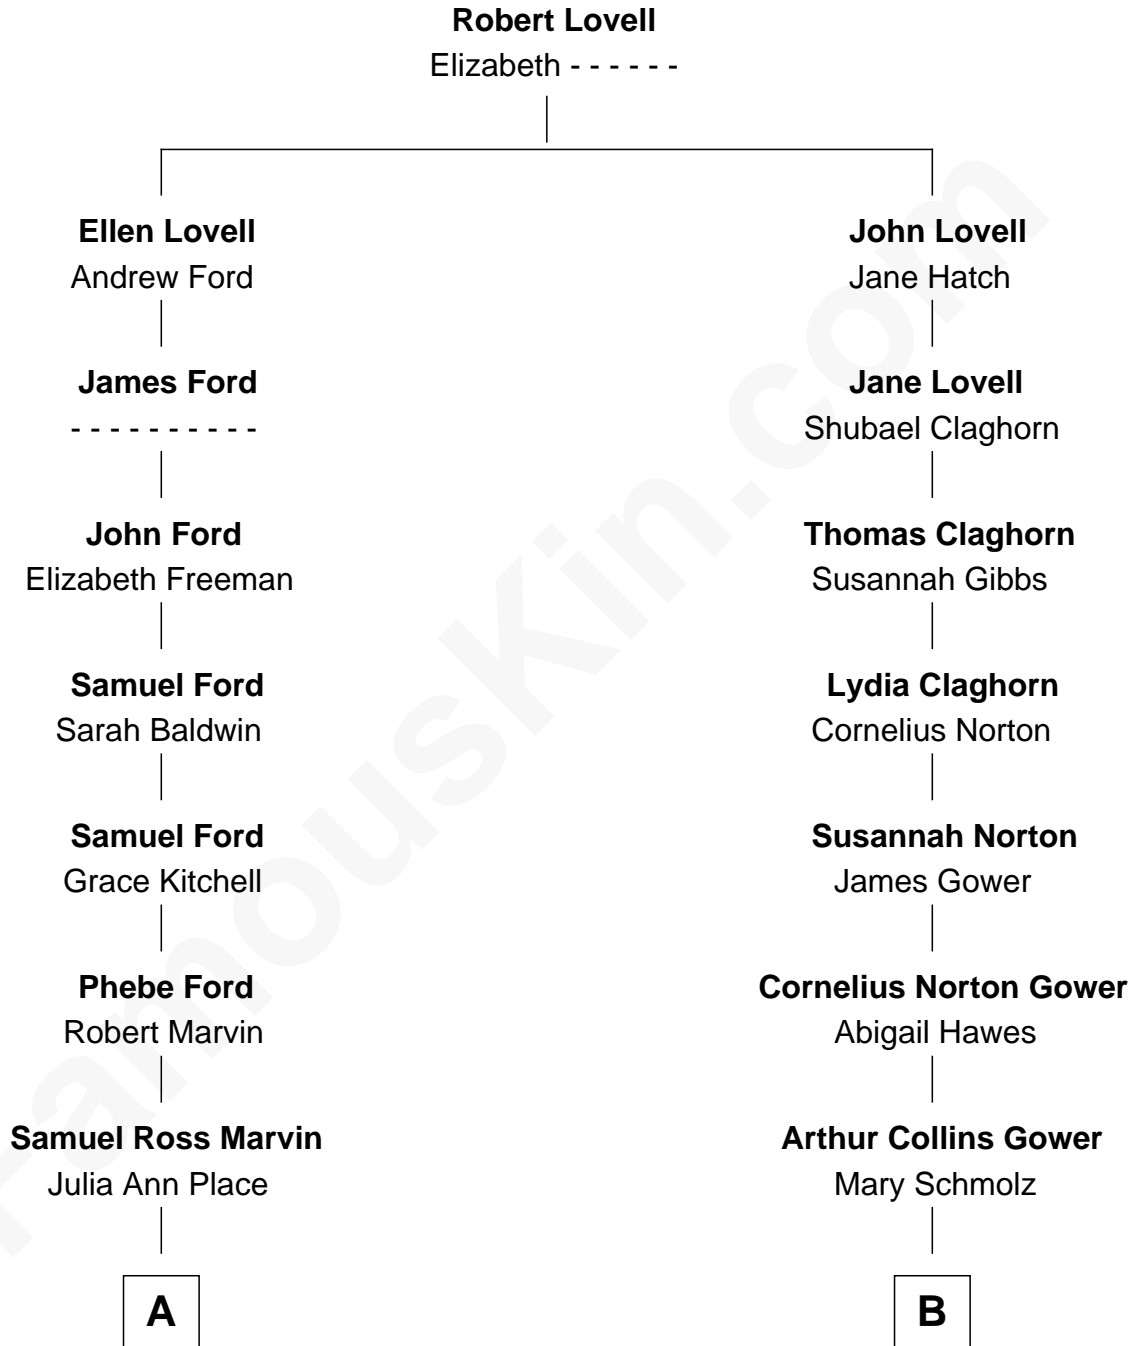 Robert Lovell
Elizabeth - - - - - -
Ellen Lovell
Andrew Ford
James Ford
- - - - - - - - - -
John Ford
Elizabeth Freeman
Samuel Ford
Sarah Baldwin
Samuel Ford
Grace Kitchell
Phebe Ford
Robert Marvin
Samuel Ross Marvin
Julia Ann Place
A
John Lovell
Jane Hatch
Jane Lovell
Shubael Claghorn
Thomas Claghorn
Susannah Gibbs
Lydia Claghorn
Cornelius Norton
Susannah Norton
James Gower
Cornelius Norton Gower
Abigail Hawes
Arthur Collins Gower
Mary Schmolz
B
FamousKin.com